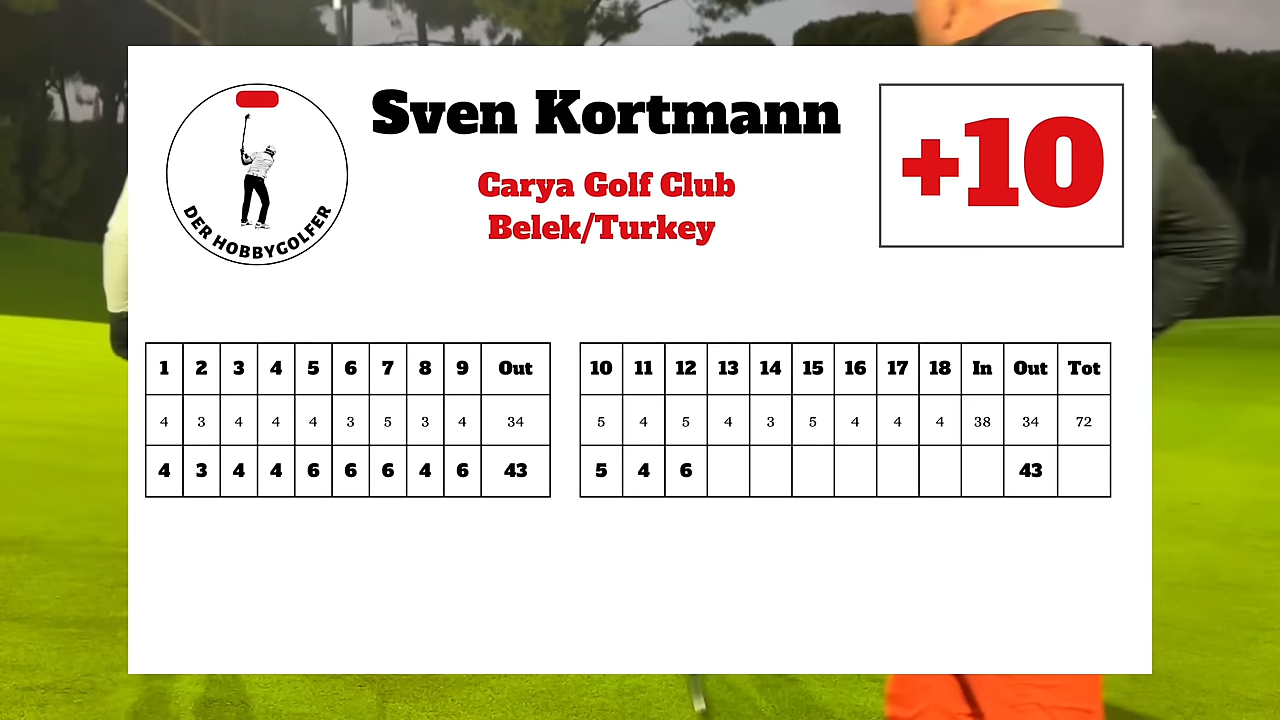 DER HOBBYGOLFER
Sven Kortmann
Carya Golf Club
Belek/Turkey
+10
1 2 3 4 5 6 7 8 9 Out
4 3 4 4 4 3 5 3 4 34
4 3 4 4 6 6 6 4 6 43
10 11 12 13 14 15 16 17 18 In Out Tot
5 4 5 4 3 5 4 4 4 38 34 72
5 4 6 43